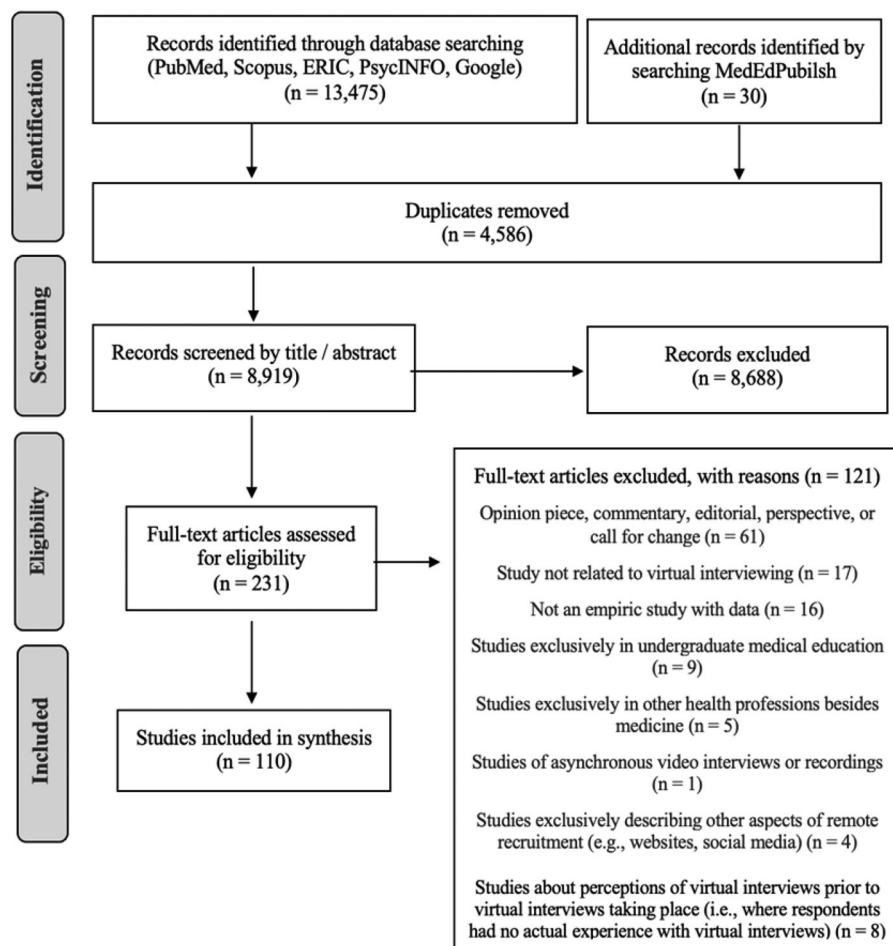 Identification
Records identified through database searching
(PubMed, Scopus, ERIC, PsycINFO, Google)
(n = 13,475)
Additional records identified by
searching MedEdPubilsh
(n = 30)
Duplicates removed
(n = 4,586)
Screening
Records screened by title / abstract
(n = 8,919)
Records excluded
(n = 8,688)
Eligibility
Full-text articles assessed
for eligibility
(n = 231)
Full-text articles excluded, with reasons (n = 121)
Opinion piece, commentary, editorial, perspective, or
call for change (n = 61)
Study not related to virtual interviewing (n = 17)
Not an empiric study with data (n = 16)
Studies exclusively in undergraduate medical education
(n = 9)
Studies exclusively in other health professions besides
medicine (n = 5)
Studies of asynchronous video interviews or recordings
(n = 1)
Studies exclusively describing other aspects of remote
recruitment (e.g., websites, social media) (n = 4)
Studies about perceptions of virtual interviews prior to
virtual interviews taking place (i.e., where respondents
had no actual experience with virtual interviews) (n = 8)
Included
Studies included in synthesis
(n = 110)